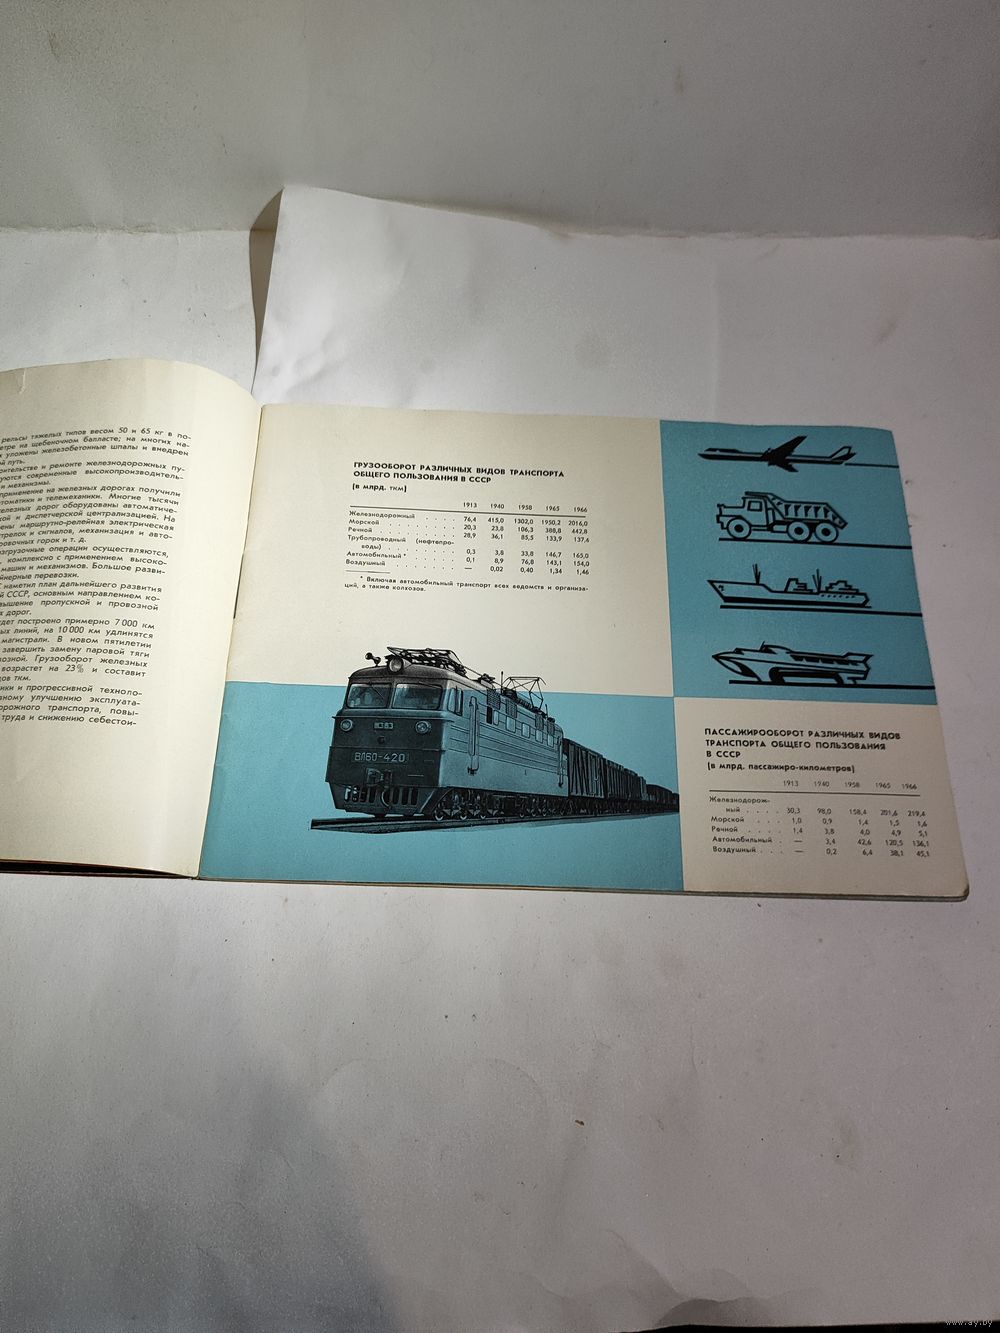 рельсы тяжелых типов весом 50 и 65 кг в по-
на щебеночном балласте; на многих на-
уложены железобетонные шпалы и внедрен
путь.
и ремонте железнодорожных пу-
современные высокопроизводитель-
и механизмы.
применение на железных дорогах получили
и телемеханики. Многие тысячи
железных дорог оборудованы автоматиче-
и диспетчерской централизацией. На
маршрутно-релейная электрическая
и сигналов, механизация и авто-
горок и т. д.
операции осуществляются,
комплексно с применением высоко-
машин и механизмов. Большое разви-
перевозки.
наметил план дальнейшего развития
СССР, основным направлением ко-
пропускной и провозной
дорог.
построено примерно 7 000 км
линий, на 10 000 км удлинятся
магистрали. В новом пятилетии
завершить замену паровой тяги
Грузооборот железных
возрастет на 23% и составит
ткм.
и прогрессивной техноло-
улучшению эксплуата-
транспорта, повы-
труда и снижению себестои-
ГРУЗООБОРОТ РАЗЛИЧНЫХ ВИДОВ ТРАНСПОРТА
ОБЩЕГО ПОЛЬЗОВАНИЯ В СССР
(в млрд. ткм)
1913 1940 1958 1965 1966
Железнодорожный 76,4 415,0 1302,0 1950,2 2016,0
Морской . . . . . . 20,3 23,8 106,3 388,8 442,8
Речной . . . . . . 28,9 36,1 85,5 133,9 137,6
Трубопроводный (нефтепро-
воды) . . . . . . 0,3 3,8 33,8 146,7 165,0
Автомобильный * . . . . . 0,1 8,9 76,8 143,1 154,0
Воздушный . . . . . . — 0,02 0,40 1,34 1,46
* Включая автомобильный транспорт всех ведомств и организа-
ций, а также колхозов.
ВЛ60-420
ПАССАЖИРООБОРОТ РАЗЛИЧНЫХ ВИДОВ
ТРАНСПОРТА ОБЩЕГО ПОЛЬЗОВАНИЯ
В СССР
(в млрд. пассажиро-километров)
1913 1940 1958 1965 1966
Железнодорож-
ный . . . . 30,3 98,0 158,4 201,6 219,4
Морской . . . . 1,0 0,9 1,4 1,5 1,6
Речной . . . . 1,4 3,8 4,0 4,9 5,1
Автомобильный . — 3,4 42,6 120,5 136,1
Воздушный . . . — 0,2 6,4 38,1 45,1
www.ay.by